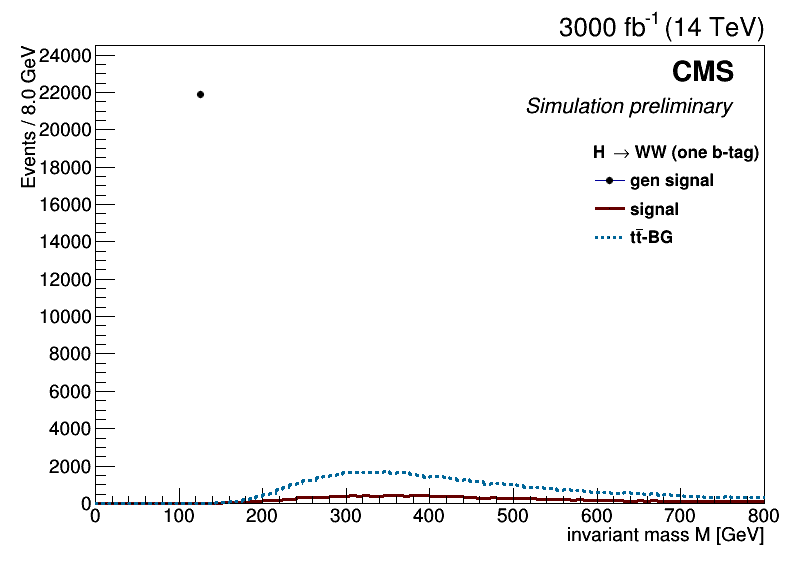 3000 fb⁻¹ (14 TeV)
Events / 8.0 GeV
24000
22000
20000
18000
16000
14000
12000
10000
8000
6000
4000
2000
0
CMS
Simulation preliminary
H → WW (one b-tag)
gen signal
signal
tt̄-BG
0 100 200 300 400 500 600 700 800
invariant mass M [GeV]